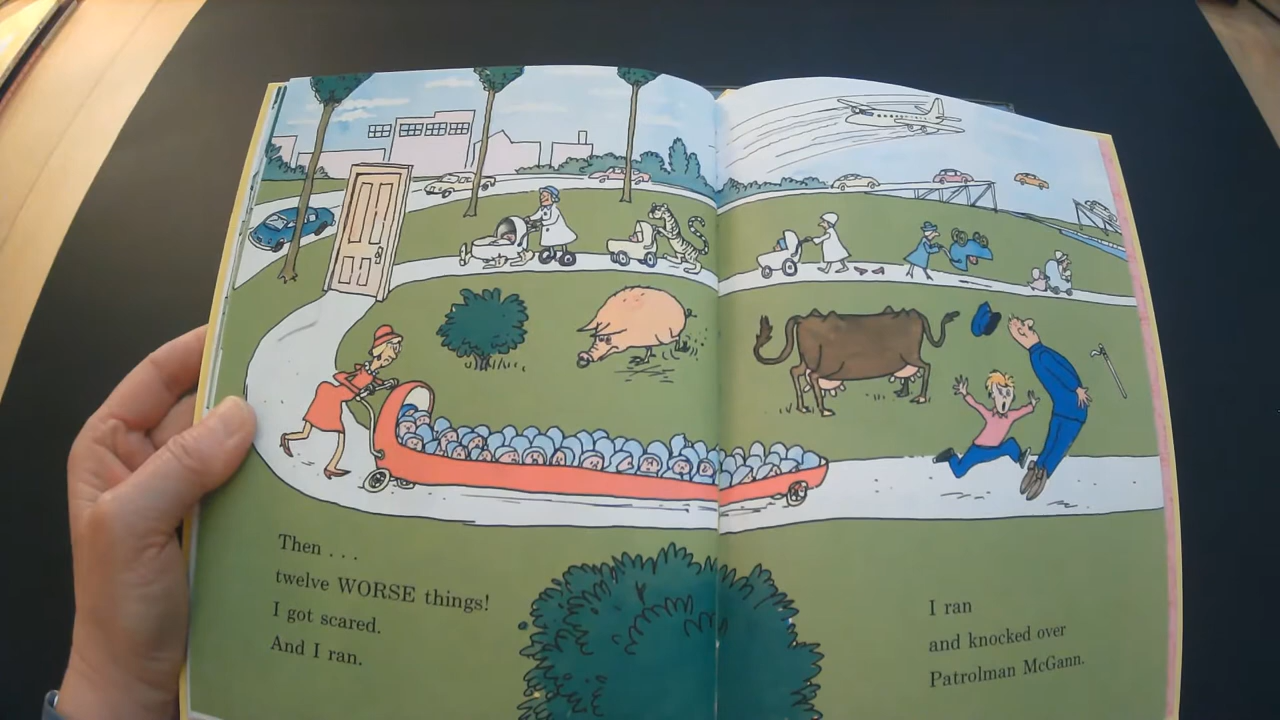 Then . . .
twelve WORSE things!
I got scared.
And I ran.
I ran
and knocked over
Patrolman McGann.